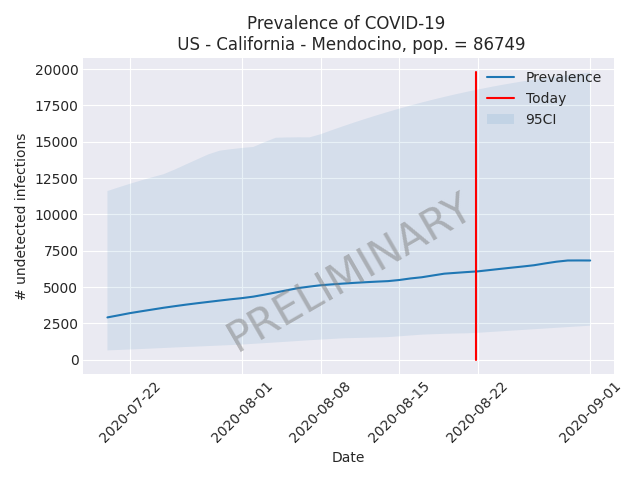 Prevalence of COVID-19
US - California - Mendocino, pop. = 86749
20000
17500
15000
12500
10000
7500
5000
2500
0
# undetected infections
Prevalence
Today
95CI
PRELIMINARY
2020-07-22
2020-08-01
2020-08-08
2020-08-15
2020-08-22
2020-09-01
Date